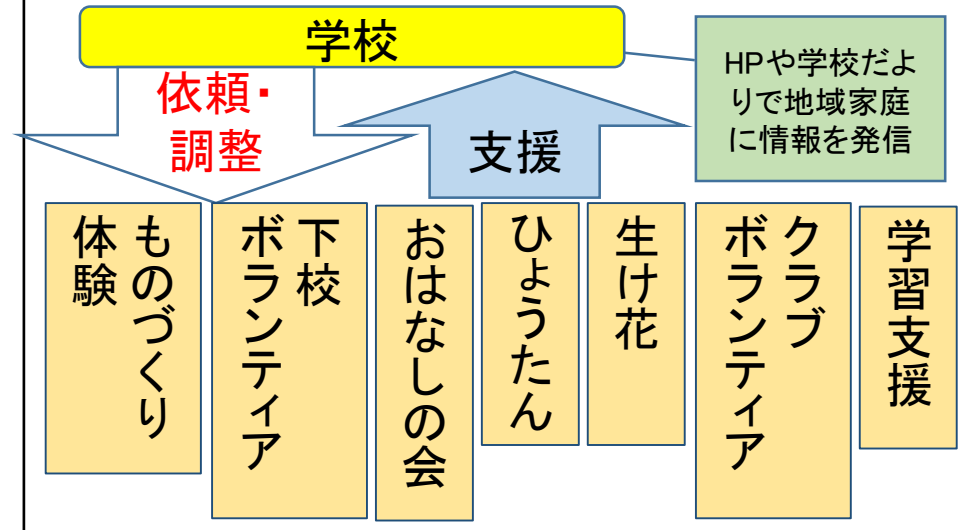 学校
依頼・
調整
支援
HPや学校だよ
りで地域家庭
に情報を発信
ものづくり
体験
下校
ボランティア
おはなしの会
ひょうたん
生け花
クラブ
ボランティア
学習支援